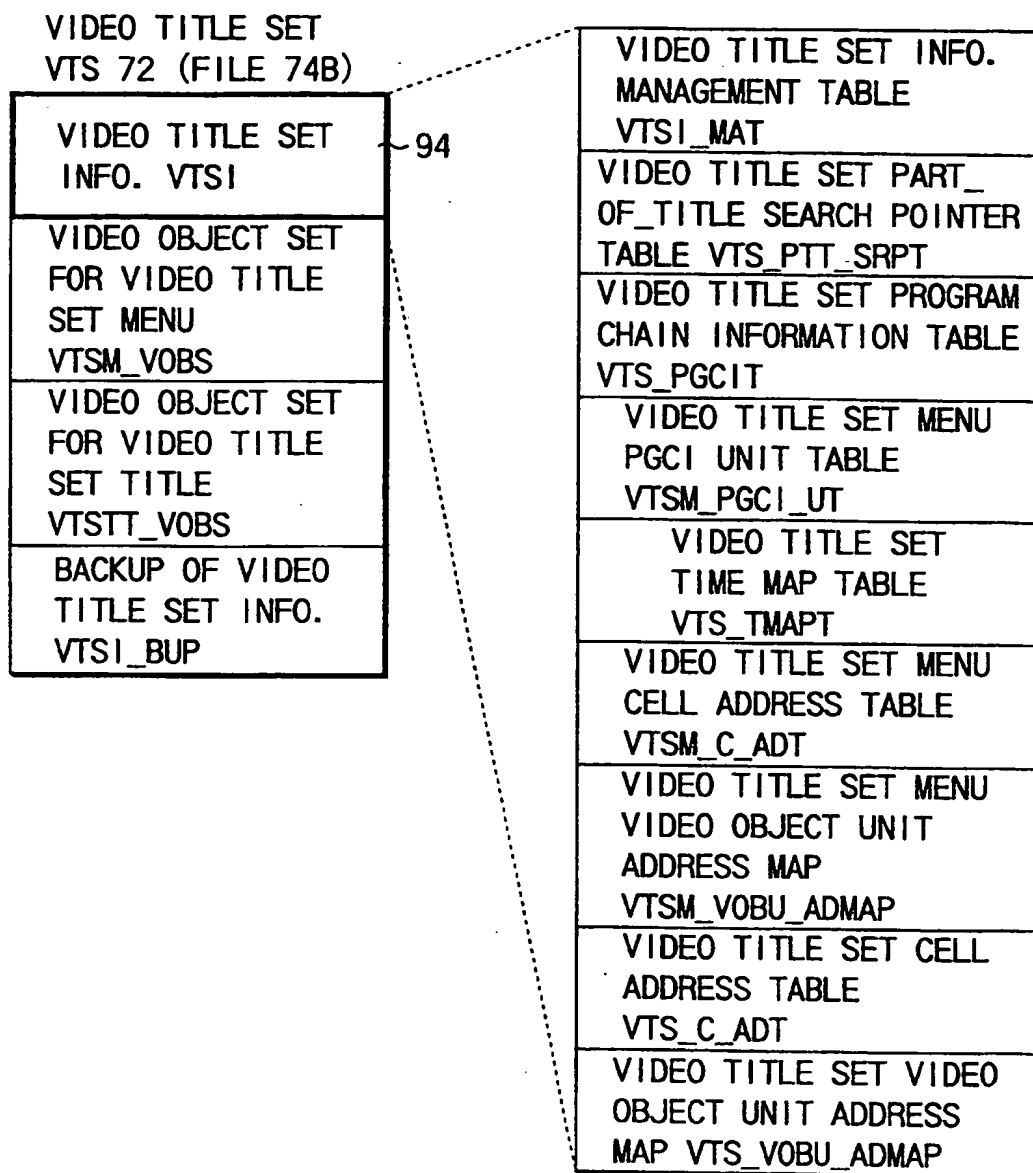 VIDEO TITLE SET
VTS 72 (FILE 74B)
VIDEO TITLE SET
INFO. VTSI
94
VIDEO OBJECT SET
FOR VIDEO TITLE
SET MENU
VTSM_VOBS
VIDEO OBJECT SET
FOR VIDEO TITLE
SET TITLE
VTSTT_VOBS
BACKUP OF VIDEO
TITLE SET INFO.
VTSI_BUP
VIDEO TITLE SET INFO.
MANAGEMENT TABLE
VTSI_MAT
VIDEO TITLE SET PART_
OF_TITLE SEARCH POINTER
TABLE VTS_PTT_SRPT
VIDEO TITLE SET PROGRAM
CHAIN INFORMATION TABLE
VTS_PGCIT
VIDEO TITLE SET MENU
PGCI UNIT TABLE
VTSM_PGCI_UT
VIDEO TITLE SET
TIME MAP TABLE
VTS_TMAPT
VIDEO TITLE SET MENU
CELL ADDRESS TABLE
VTSM_C_ADT
VIDEO TITLE SET MENU
VIDEO OBJECT UNIT
ADDRESS MAP
VTSM_VOBU_ADMAP
VIDEO TITLE SET CELL
ADDRESS TABLE
VTS_C_ADT
VIDEO TITLE SET VIDEO
OBJECT UNIT ADDRESS
MAP VTS_VOBU_ADMAP